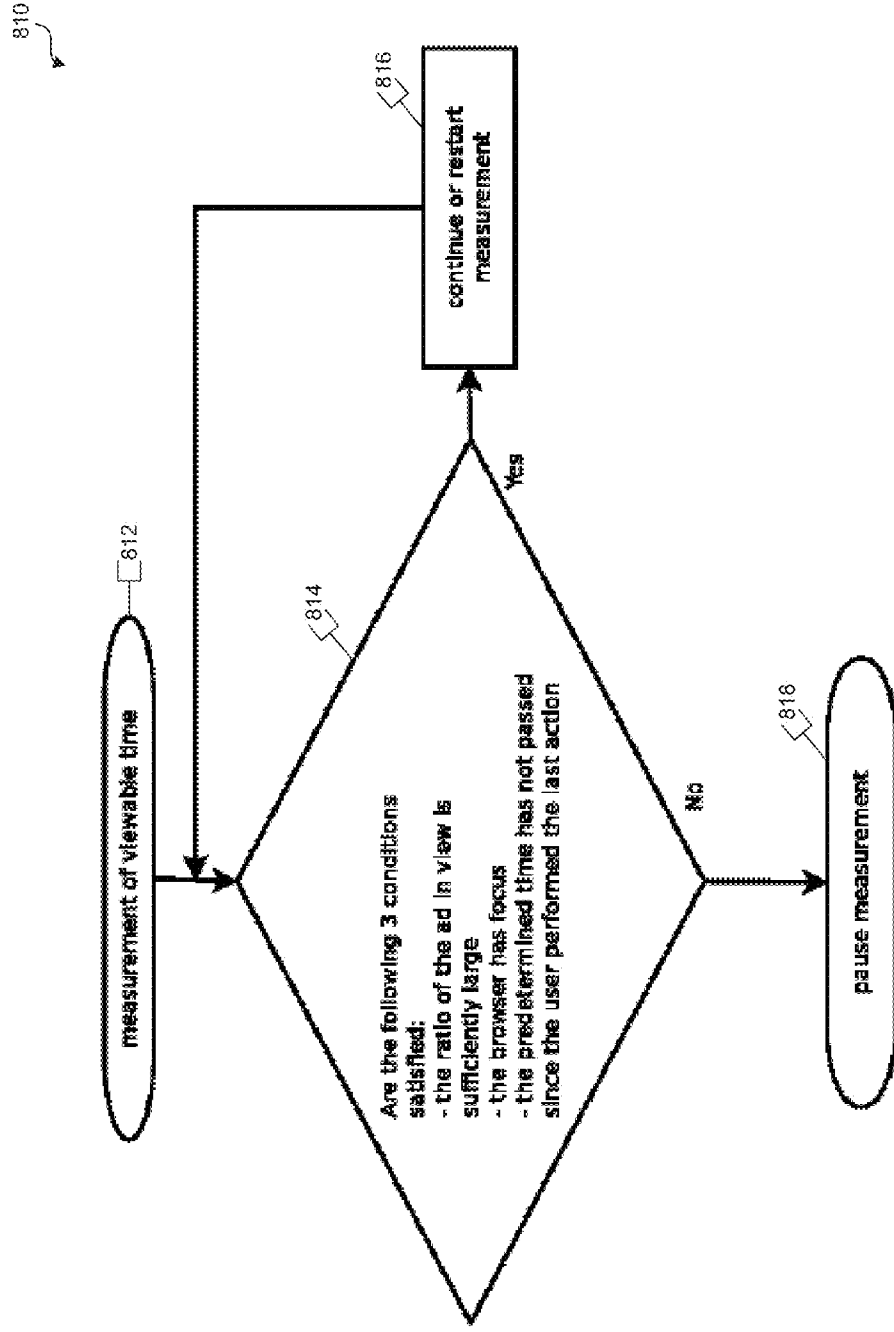 810
measurement of viewable time
812
814
Are the following 3 conditions
satisfied:
- the ratio of the ad in view is
sufficiently large
- the browser has focus
- the predetermined time has not passed
since the user performed the last action
Yes
816
continue or restart
measurement
No
818
pause measurement